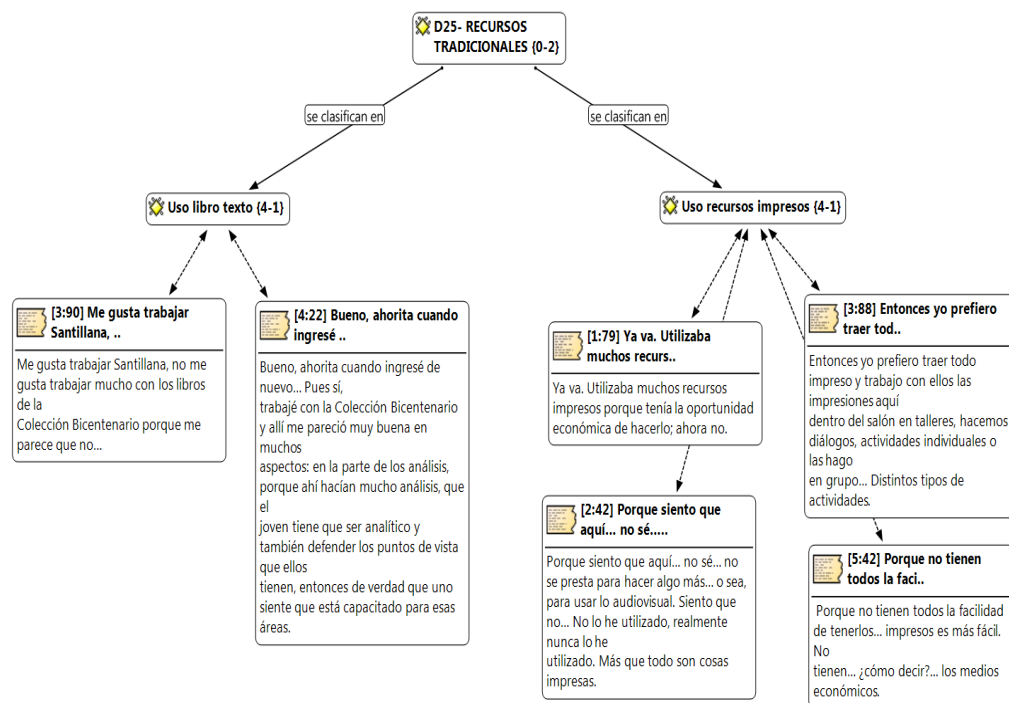 D25- RECURSOS
TRADICIONALES {0-2}
se clasifican en
se clasifican en
Uso libro texto {4-1}
Uso recursos impresos {4-1}
[3:90] Me gusta trabajar
Santillana, ..
Me gusta trabajar Santillana, no me
gusta trabajar mucho con los libros
de la
Colección Bicentenario porque me
parece que no...
[4:22] Bueno, ahorita cuando
ingresé ..
Bueno, ahorita cuando ingresé de
nuevo... Pues sí,
trabajé con la Colección Bicentenario
y allí me pareció muy buena en
muchos
aspectos: en la parte de los análisis,
porque ahí hacían mucho análisis, que
el
joven tiene que ser analítico y
también defender los puntos de vista
que ellos
tienen, entonces de verdad que uno
siente que está capacitado para esas
áreas.
[1:79] Ya va. Utilizaba
muchos recurs..
Ya va. Utilizaba muchos recursos
impresos porque tenía la oportunidad
económica de hacerlo; ahora no.
[3:88] Entonces yo prefiero
traer tod..
Entonces yo prefiero traer todo
impreso y trabajo con ellos las
impresiones aquí
dentro del salón en talleres, hacemos
diálogos, actividades individuales o
las hago
en grupo... Distintos tipos de
actividades.
[2:42] Porque siento que
aquí... no sé.....
Porque siento que aquí... no sé... no
se presta para hacer algo más... o sea,
para usar lo audiovisual. Siento que
no... No lo he utilizado, realmente
nunca lo he
utilizado. Más que todo son cosas
impresas.
[5:42] Porque no tienen
todos la faci..
Porque no tienen todos la facilidad
de tenerlos... impresos es más fácil.
No
tienen... ¿cómo decir?... los medios
económicos.